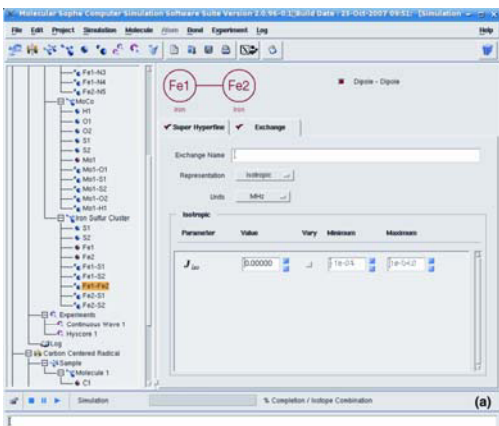 Molecular Sophe Computer Simulation Software Suite Version 2.0.96-0.1(Build Date : 25-Oct-2007 09:51) - [Simulation
File Edit Project Simulation Molecule Atom Bond Experiment Log Help
Fe1-N3
Fe1-N4
Fe2-N5
MoCo
H1
O1
O2
S1
S2
Mo1
Mo1-O1
Mo1-S1
Mo1-S2
Mo1-O2
Mo1-H1
Iron Sulfur Cluster
S1
S2
Fe1
Fe2
Fe1-S1
Fe1-S2
Fe1-Fe2
Fe2-S1
Fe2-S2
Experiments
Continuous Wave 1
Hyscore 1
Log
Carbon Centered Radical
Sample
Molecule 1
C1
Fe1 Fe2
Iron Iron
Dipole - Dipole
Super Hyperfine Exchange
Exchange Name
Representation Isotropic
Units MHz
Isotropic
Parameter Value Vary Minimum Maximum
J iso 0.00000
Simulation % Completion / Isotope Combination
(a)